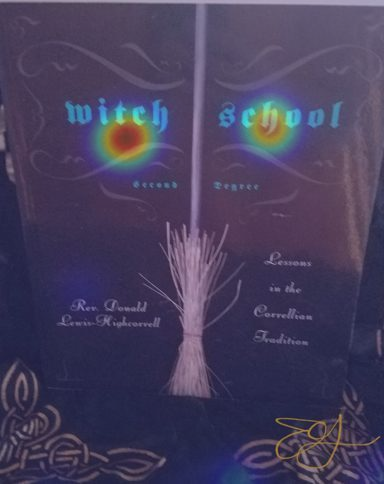 witch school
Second Degree
Lessons
in the
Correllian
Tradition
Rev. Donald
Lewis-Highcorrell